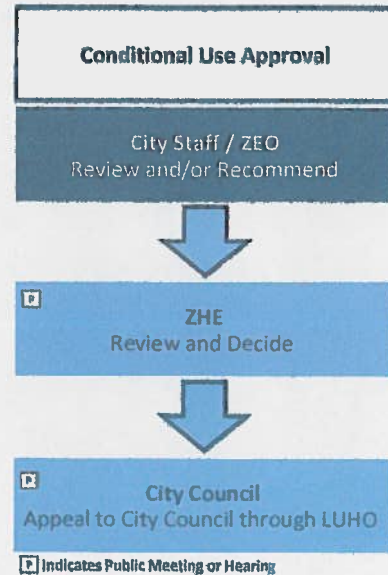 Conditional Use Approval
City Staff / ZEO
Review and/or Recommend
P
ZHE
Review and Decide
P
City Council
Appeal to City Council through LUHO
P Indicates Public Meeting or Hearing